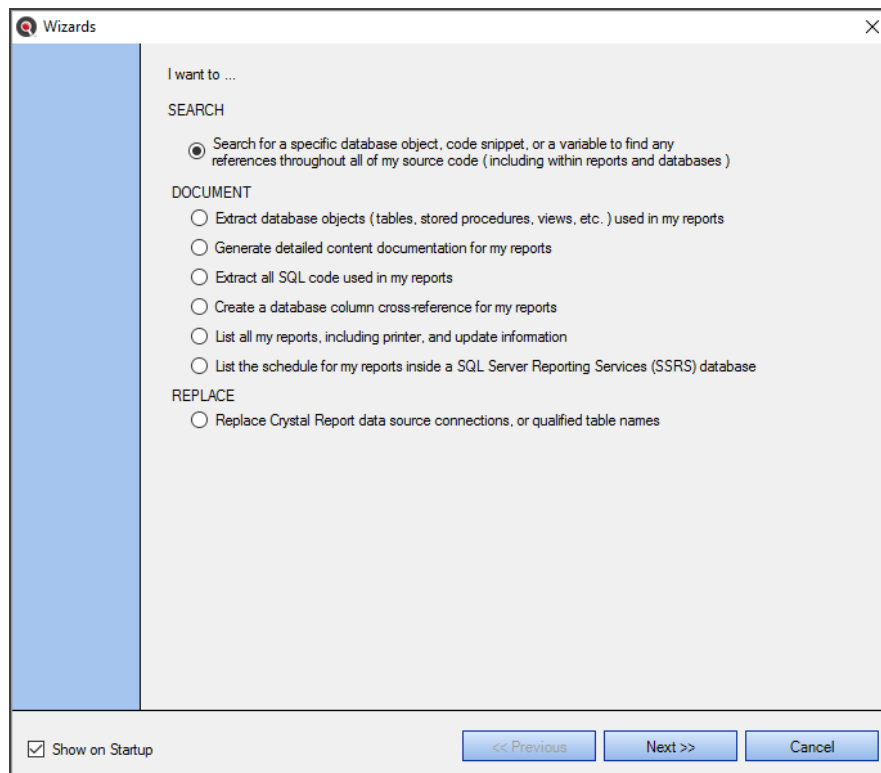 Wizards
I want to ...
SEARCH
Search for a specific database object, code snippet, or a variable to find any
references throughout all of my source code ( including within reports and databases )
DOCUMENT
Extract database objects ( tables, stored procedures, views, etc. ) used in my reports
Generate detailed content documentation for my reports
Extract all SQL code used in my reports
Create a database column cross-reference for my reports
List all my reports, including printer, and update information
List the schedule for my reports inside a SQL Server Reporting Services (SSRS) database
REPLACE
Replace Crystal Report data source connections, or qualified table names
Show on Startup
<< Previous
Next >>
Cancel